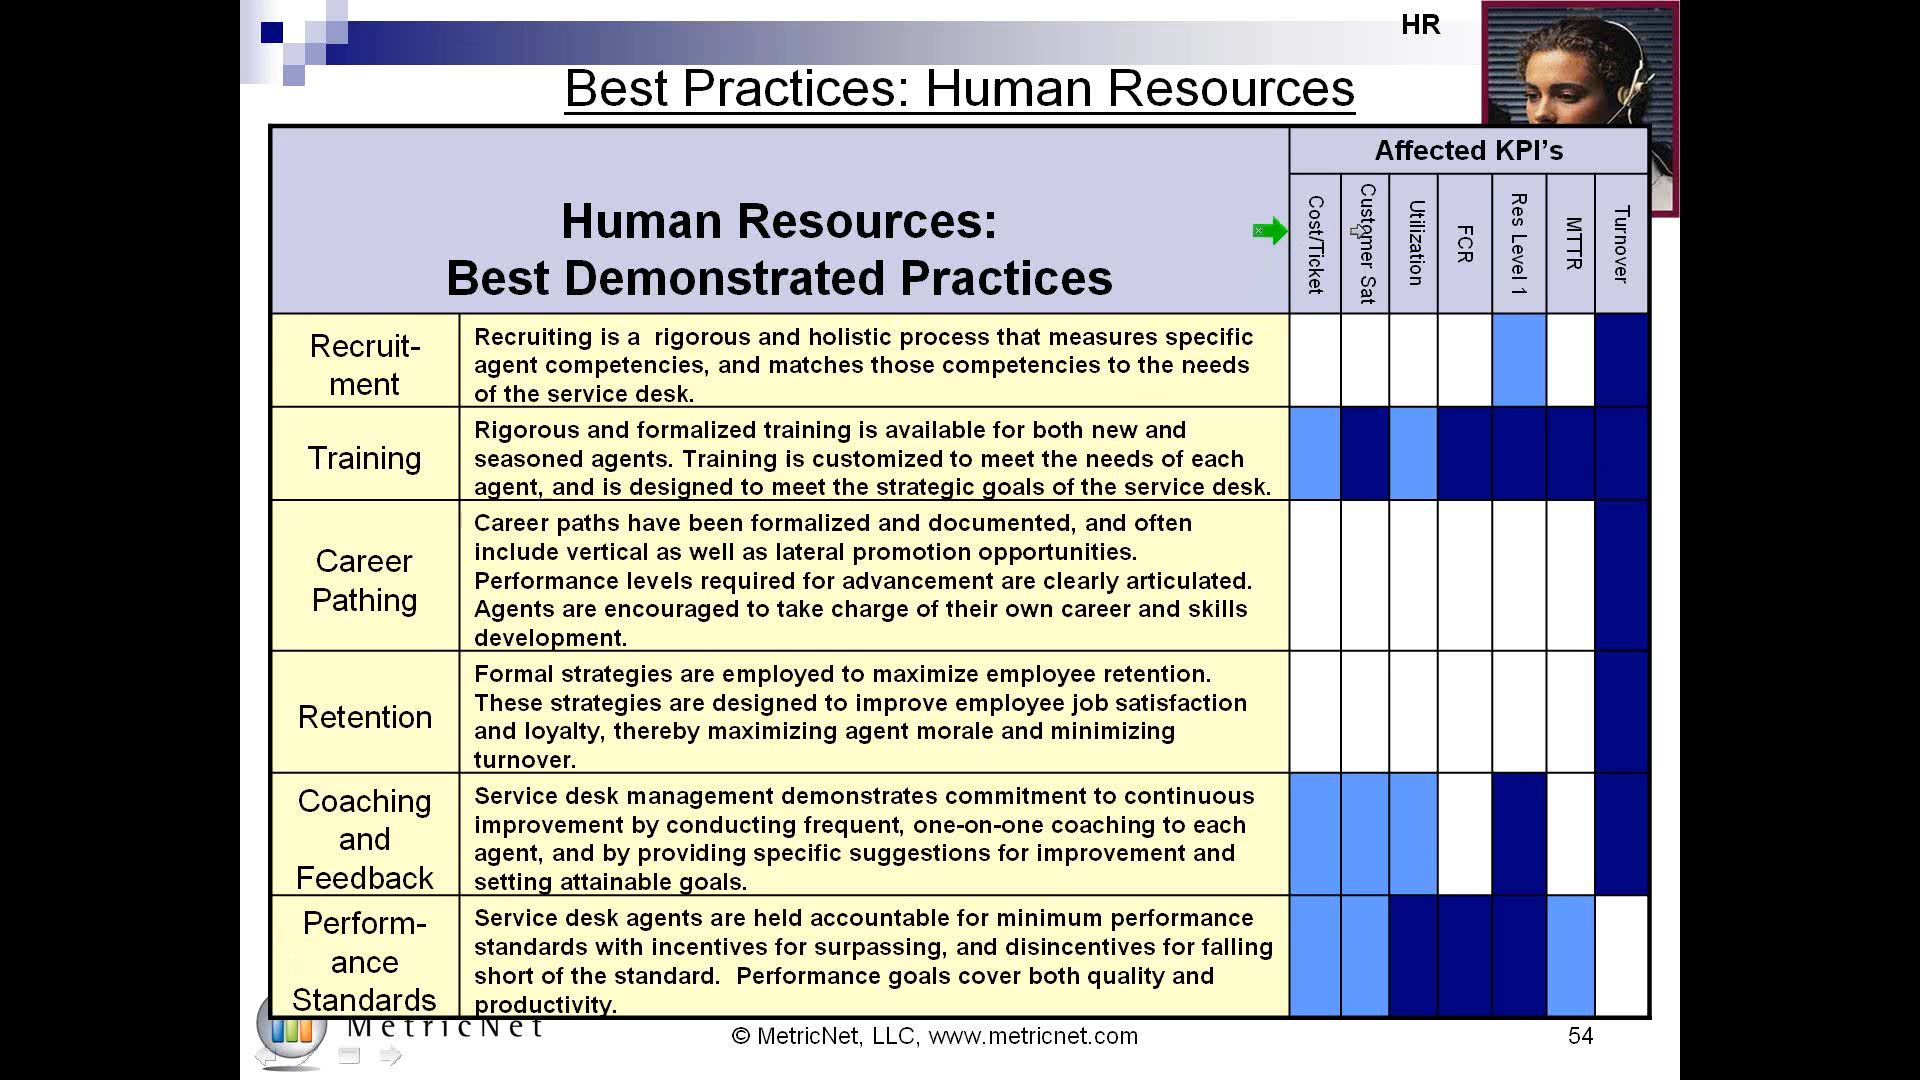 HR
Best Practices: Human Resources
Affected KPI's
Human Resources:
Best Demonstrated Practices
Cost/Ticket
Customer Sat
Utilization
FCR
Res Level 1
MTTR
Turnover
Recruit-
ment
Recruiting is a  rigorous and holistic process that measures specific
agent competencies, and matches those competencies to the needs
of the service desk.
Training
Rigorous and formalized training is available for both new and
seasoned agents. Training is customized to meet the needs of each
agent, and is designed to meet the strategic goals of the service desk.
Career
Pathing
Career paths have been formalized and documented, and often
include vertical as well as lateral promotion opportunities.
Performance levels required for advancement are clearly articulated.
Agents are encouraged to take charge of their own career and skills
development.
Retention
Formal strategies are employed to maximize employee retention.
These strategies are designed to improve employee job satisfaction
and loyalty, thereby maximizing agent morale and minimizing
turnover.
Coaching
and
Feedback
Service desk management demonstrates commitment to continuous
improvement by conducting frequent, one-on-one coaching to each
agent, and by providing specific suggestions for improvement and
setting attainable goals.
Perform-
ance
Standards
Service desk agents are held accountable for minimum performance
standards with incentives for surpassing, and disincentives for falling
short of the standard.  Performance goals cover both quality and
productivity.
MetricNet
© MetricNet, LLC, www.metricnet.com
54